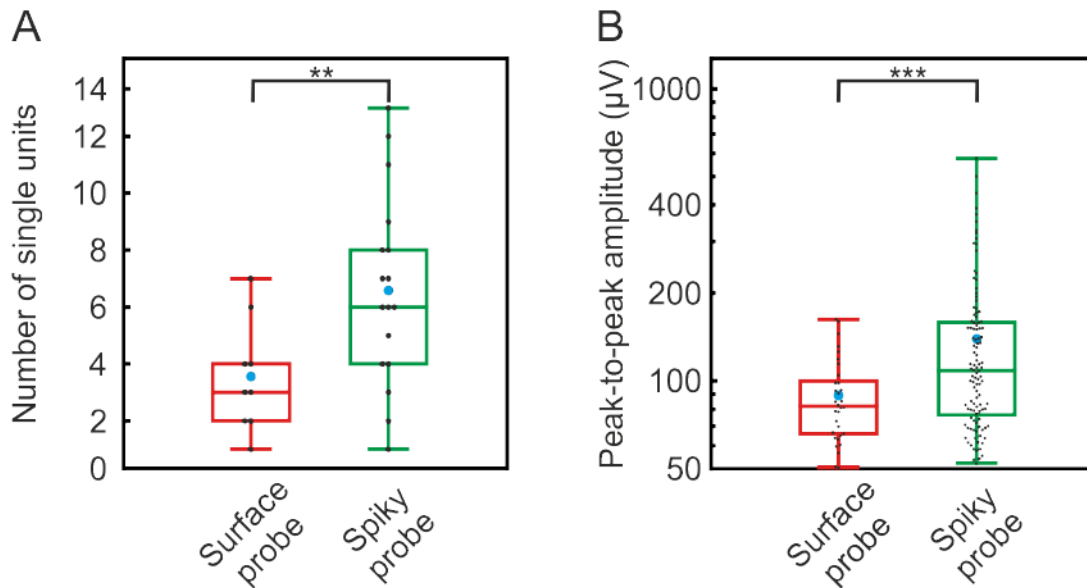 A
Number of single units
14
12
10
8
6
4
2
0
**
Surface
probe
Spiky
probe
B
Peak-to-peak amplitude (µV)
1000
400
200
100
50
***
Surface
probe
Spiky
probe